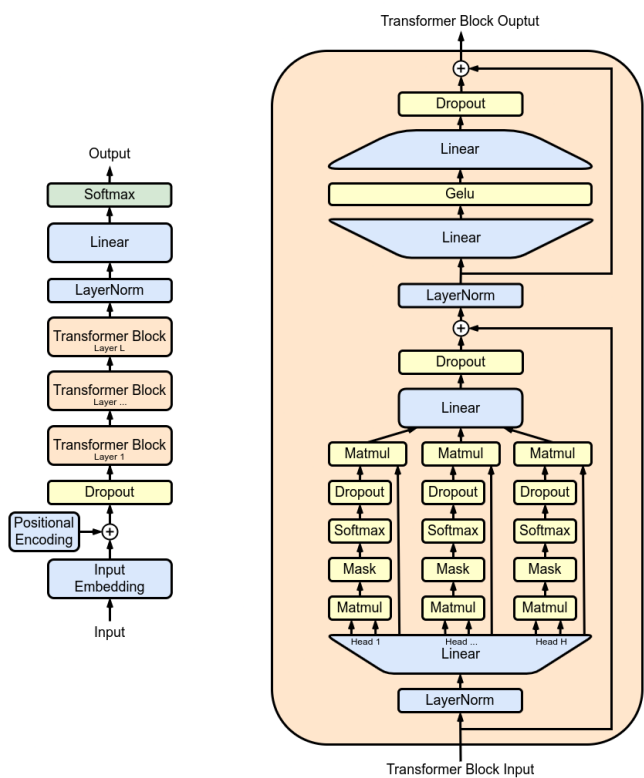 Output
Softmax
Linear
LayerNorm
Transformer Block
Layer L
Transformer Block
Layer ...
Transformer Block
Layer 1
Dropout
Positional
Encoding
Input
Embedding
Input
Transformer Block Ouptut
Dropout
Linear
Gelu
Linear
LayerNorm
Dropout
Linear
Matmul Matmul Matmul
Dropout Dropout Dropout
Softmax Softmax Softmax
Mask Mask Mask
Matmul Matmul Matmul
Head 1 Head ... Head H
Linear
LayerNorm
Transformer Block Input